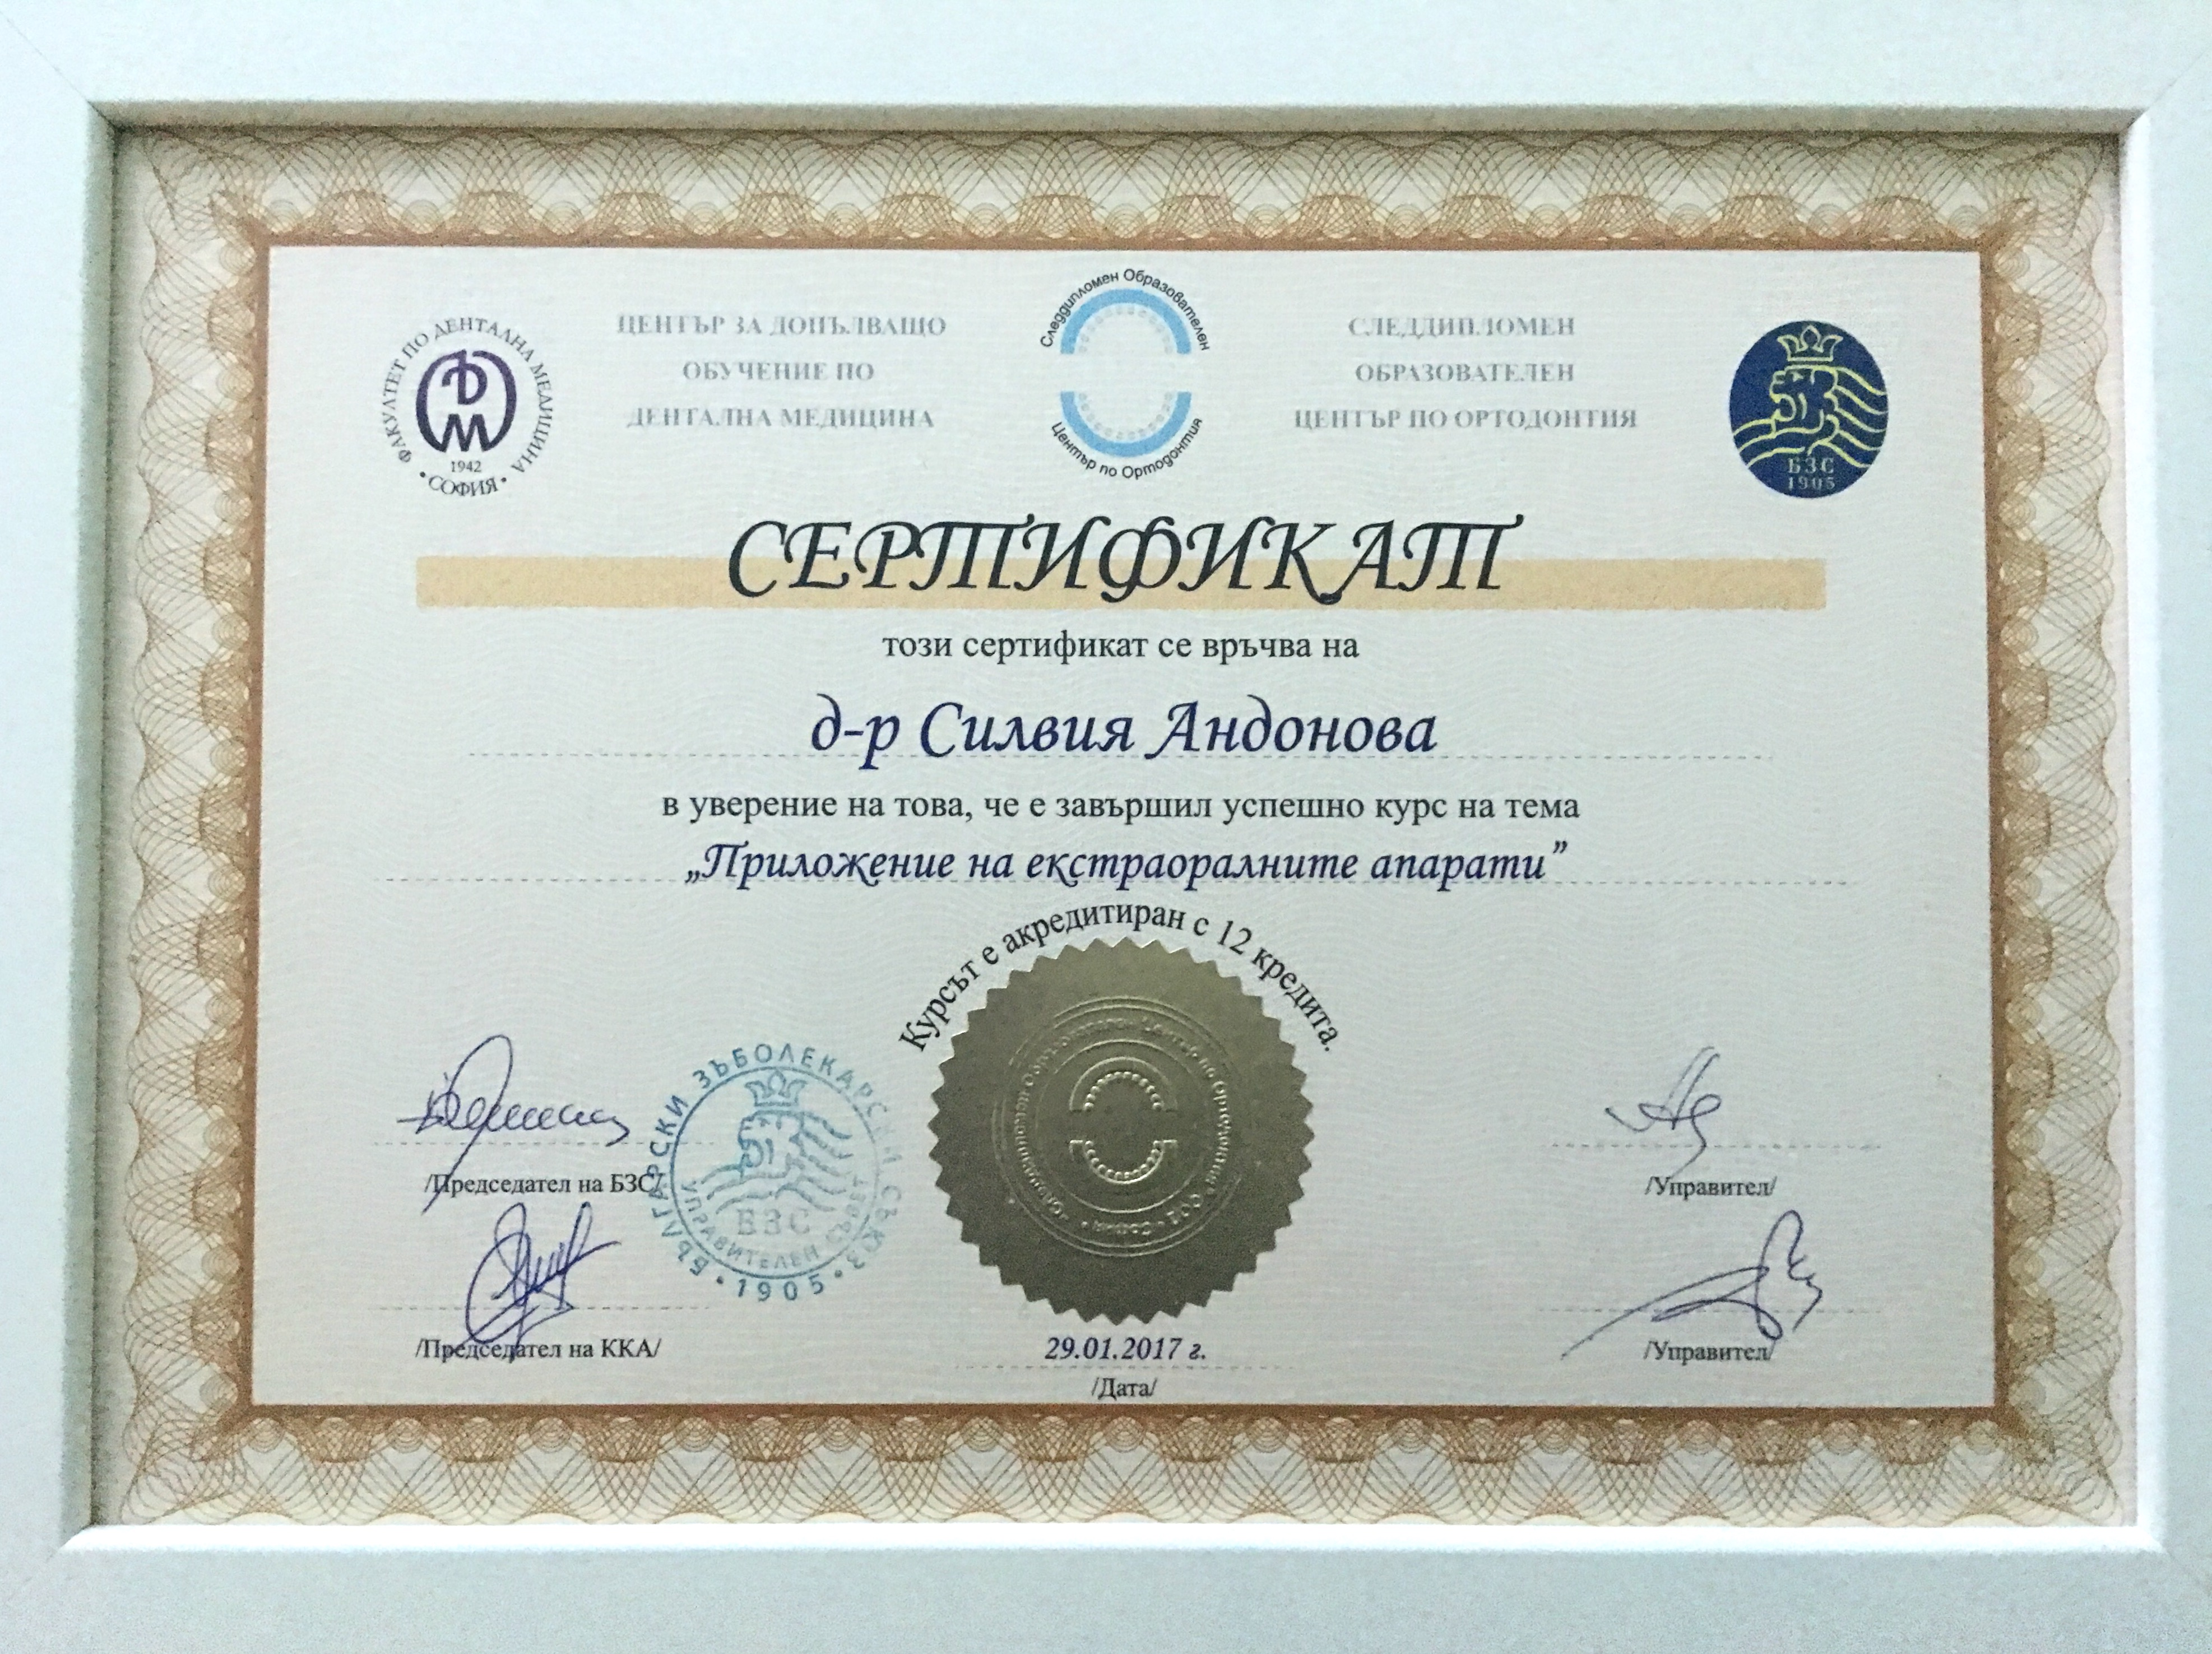 ФАКУЛТЕТ ПО ДЕНТАЛНА МЕДИЦИНА
ДМ
1942
• СОФИЯ •
ЦЕНТЪР ЗА ДОПЪЛВАЩО
ОБУЧЕНИЕ ПО
ДЕНТАЛНА МЕДИЦИНА
Следдипломен Образователен
Център по Ортодонтия
СЛЕДДИПЛОМЕН
ОБРАЗОВАТЕЛЕН
ЦЕНТЪР ПО ОРТОДОНТИЯ
БЗС
1905
СЕРТИФИКАТ
този сертификат се връчва на
д-р Силвия Андонова
в уверение на това, че е завършил успешно курс на тема
„Приложение на екстраоралните апарати”
Курсът е акредитиран с 12 кредита.
/Председател на БЗС/
БЪЛГАРСКИ ЗЪБОЛЕКАРСКИ СЪЮЗ
УПРАВИТЕЛЕН СЪВЕТ
БЗС
• 1905 •
/Управител/
/Председател на ККА/
29.01.2017 г.
/Дата/
/Управител/